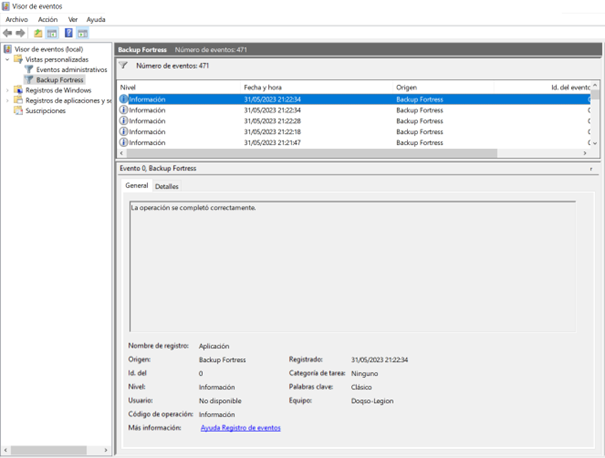 Visor de eventos
Archivo Acción Ver Ayuda
Visor de eventos (local)
Vistas personalizadas
Eventos administrativos
Backup Fortress
Registros de Windows
Registros de aplicaciones y se
Suscripciones
Backup Fortress Número de eventos: 471
Número de eventos: 471
Nivel Fecha y hora Origen Id. del evento
Información 31/05/2023 21:22:34 Backup Fortress 0
Información 31/05/2023 21:22:34 Backup Fortress 0
Información 31/05/2023 21:22:28 Backup Fortress 0
Información 31/05/2023 21:22:18 Backup Fortress 0
Información 31/05/2023 21:21:47 Backup Fortress 0
Evento 0, Backup Fortress
General Detalles
La operación se completó correctamente.
Nombre de registro: Aplicación
Origen: Backup Fortress Registrado: 31/05/2023 21:22:34
Id. del 0 Categoría de tarea: Ninguno
Nivel: Información Palabras clave: Clásico
Usuario: No disponible Equipo: Doqso-Legion
Código de operación: Información
Más información: Ayuda Registro de eventos